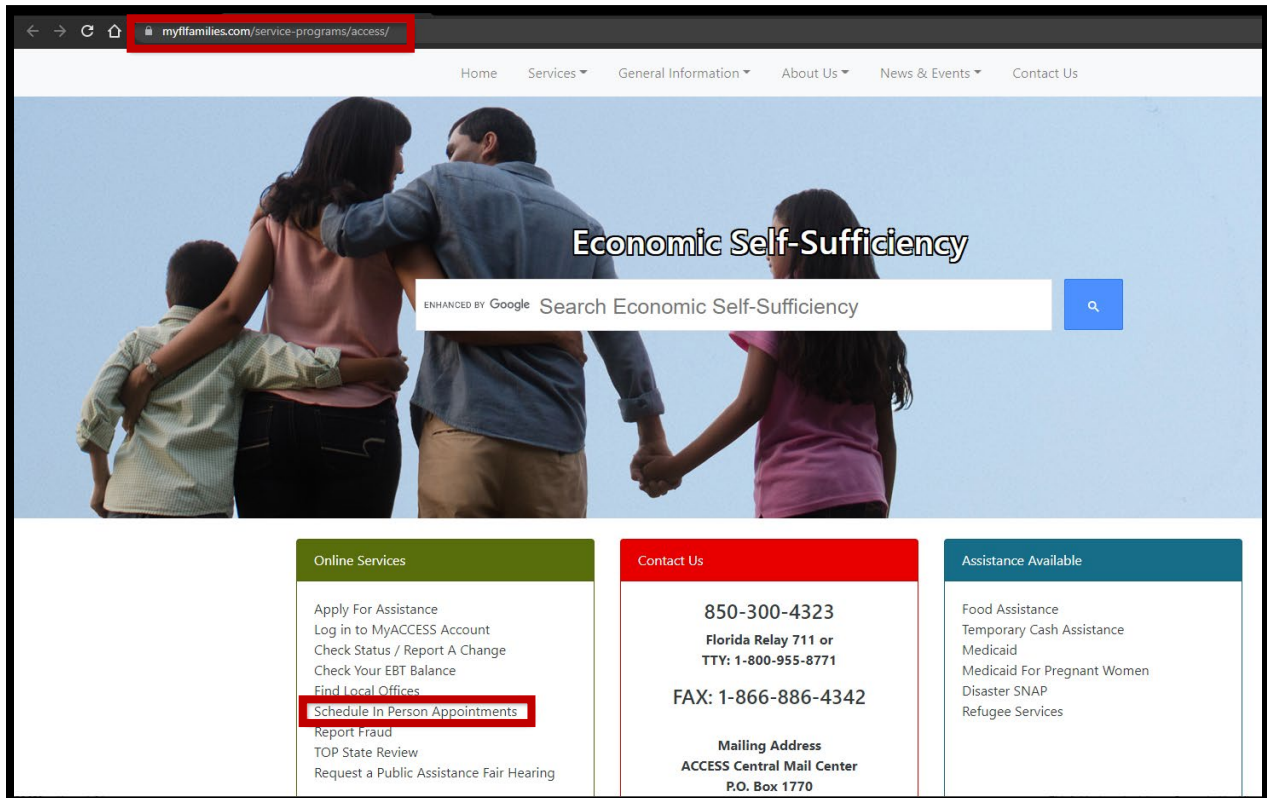 myflfamilies.com/service-programs/access/
Home Services General Information About Us News & Events Contact Us
Economic Self-Sufficiency
ENHANCED BY Google Search Economic Self-Sufficiency
Online Services
Apply For Assistance
Log in to MyACCESS Account
Check Status / Report A Change
Check Your EBT Balance
Find Local Offices
Schedule In Person Appointments
Report Fraud
TOP State Review
Request a Public Assistance Fair Hearing
Contact Us
850-300-4323
Florida Relay 711 or
TTY: 1-800-955-8771
FAX: 1-866-886-4342
Mailing Address
ACCESS Central Mail Center
P.O. Box 1770
Assistance Available
Food Assistance
Temporary Cash Assistance
Medicaid
Medicaid For Pregnant Women
Disaster SNAP
Refugee Services